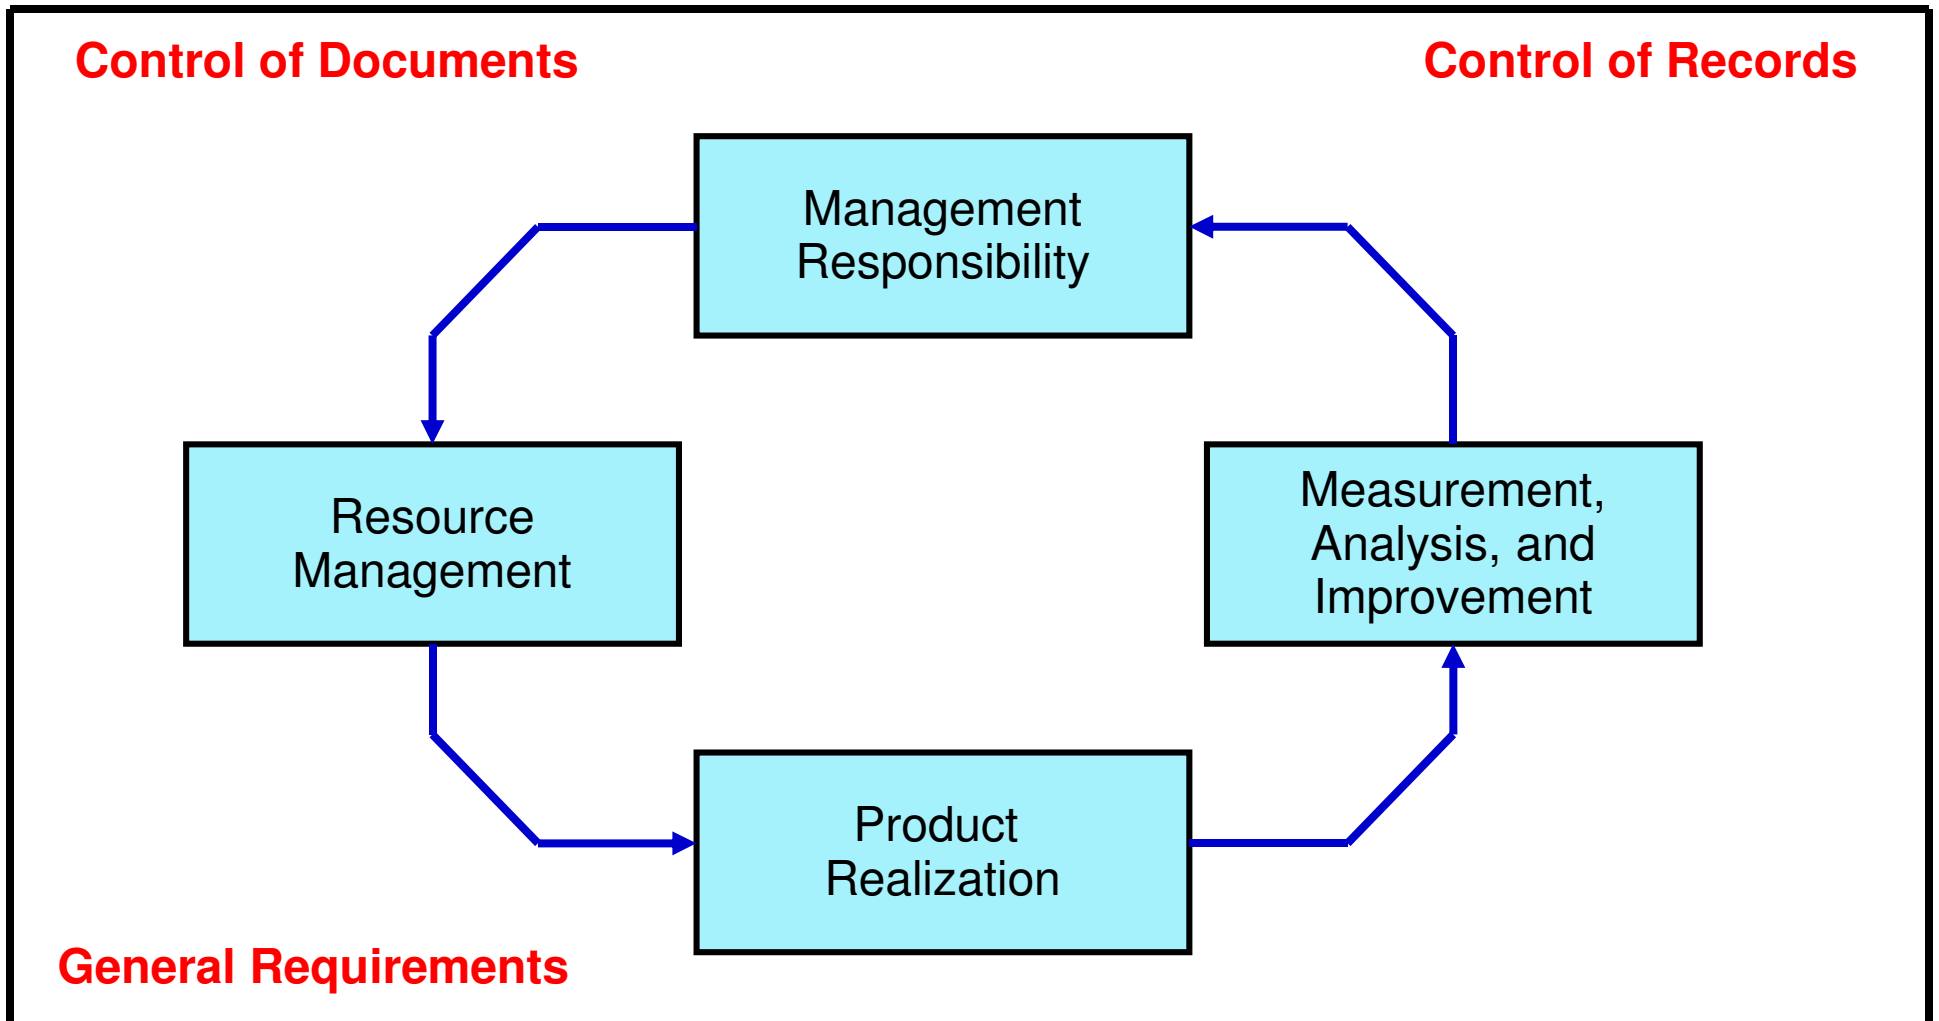 Control of Documents
Control of Records
Management
Responsibility
Resource
Management
Measurement,
Analysis, and
Improvement
Product
Realization
General Requirements